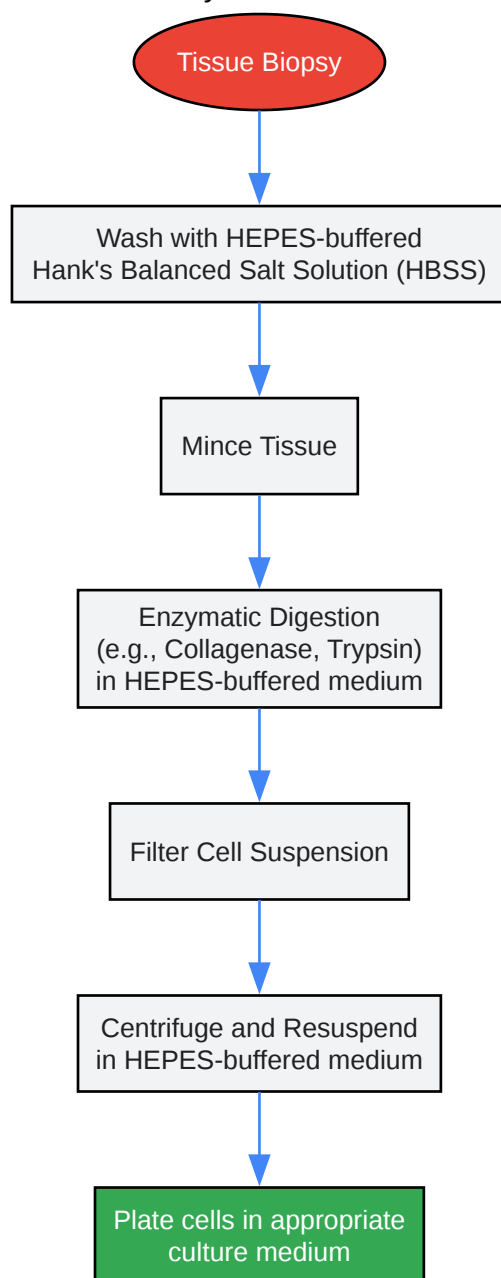 Tissue Biopsy
Wash with HEPES-buffered
Hank's Balanced Salt Solution (HBSS)
Mince Tissue
Enzymatic Digestion
(e.g., Collagenase, Trypsin)
in HEPES-buffered medium
Filter Cell Suspension
Centrifuge and Resuspend
in HEPES-buffered medium
Plate cells in appropriate
culture medium